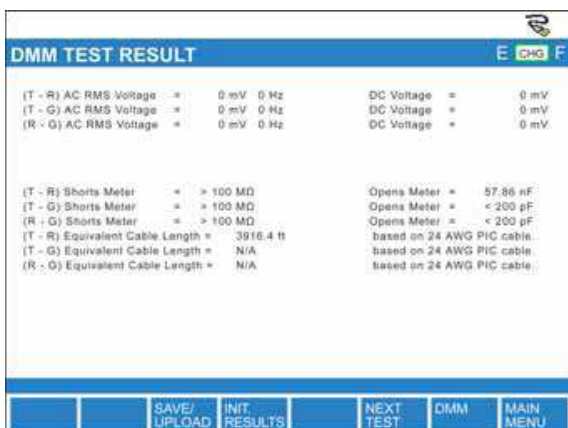 DMM TEST RESULT E CHG F
(T - R) AC RMS Voltage = 0 mV 0 Hz DC Voltage = 0 mV
(T - G) AC RMS Voltage = 0 mV 0 Hz DC Voltage = 0 mV
(R - G) AC RMS Voltage = 0 mV 0 Hz DC Voltage = 0 mV
(T - R) Shorts Meter = > 100 MΩ Opens Meter = 57.86 nF
(T - G) Shorts Meter = > 100 MΩ Opens Meter = < 200 pF
(R - G) Shorts Meter = > 100 MΩ Opens Meter = < 200 pF
(T - R) Equivalent Cable Length = 3916.4 ft based on 24 AWG PIC cable.
(T - G) Equivalent Cable Length = N/A based on 24 AWG PIC cable.
(R - G) Equivalent Cable Length = N/A based on 24 AWG PIC cable.
SAVE/ INIT. NEXT DMM MAIN
UPLOAD RESULTS TEST MENU